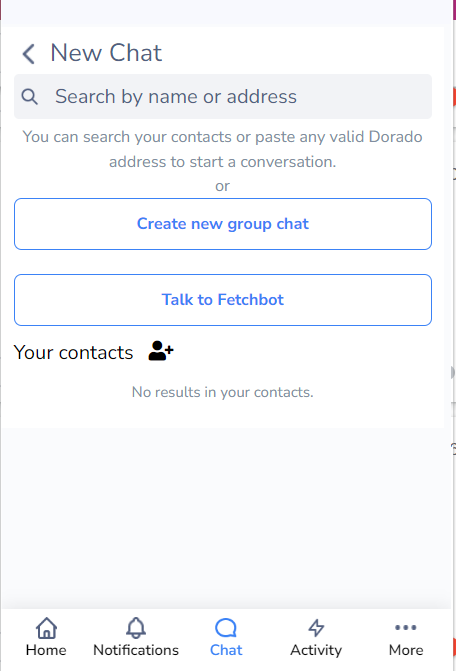 New Chat
Search by name or address
You can search your contacts or paste any valid Dorado
address to start a conversation.
or
Create new group chat
Talk to Fetchbot
Your contacts
No results in your contacts.
Home Notifications Chat Activity More